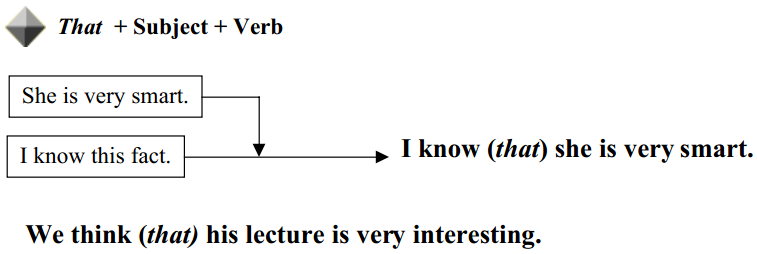 That + Subject + Verb
She is very smart.
I know this fact.
I know (that) she is very smart.
We think (that) his lecture is very interesting.